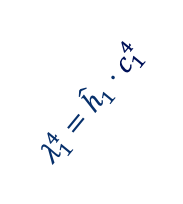 λ₁⁴ = ĥ₁ · c₁⁴